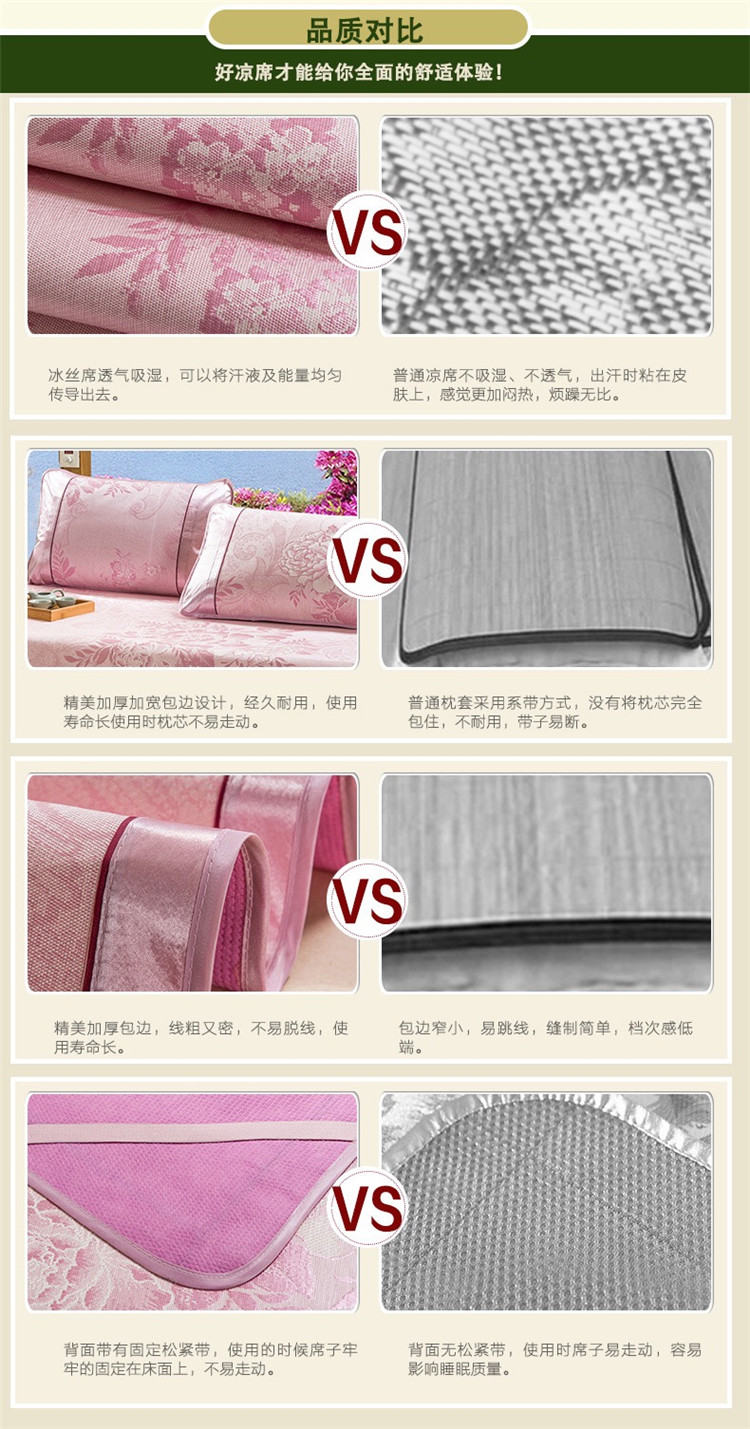 品质对比
好凉席才能给你全面的舒适体验！
VS
冰丝席透气吸湿，可以将汗液及能量均匀
传导出去。
普通凉席不吸湿、不透气，出汗时粘在皮
肤上，感觉更加闷热，烦躁无比。
VS
精美加厚加宽包边设计，经久耐用，使用
寿命长使用时枕芯不易走动。
普通枕套采用系带方式，没有将枕芯完全
包住，不耐用，带子易断。
VS
精美加厚包边，线粗又密，不易脱线，使
用寿命长。
包边窄小，易跳线，缝制简单，档次感低
端。
VS
背面带有固定松紧带，使用的时候席子牢
牢的固定在床面上，不易走动。
背面无松紧带，使用时席子易走动，容易
影响睡眠质量。